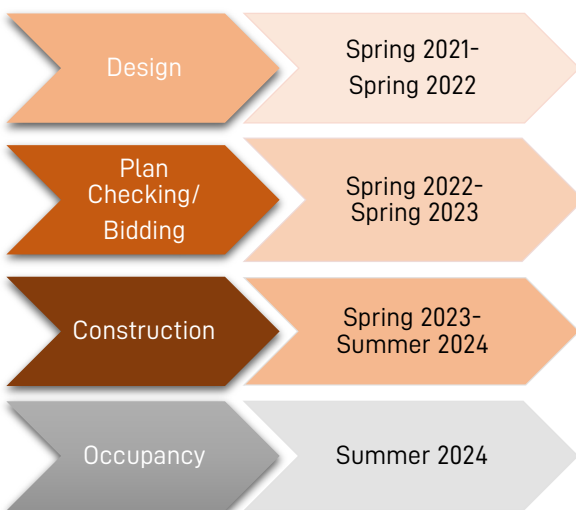 Design
Spring 2021-
Spring 2022
Plan
Checking/
Bidding
Spring 2022-
Spring 2023
Construction
Spring 2023-
Summer 2024
Occupancy
Summer 2024